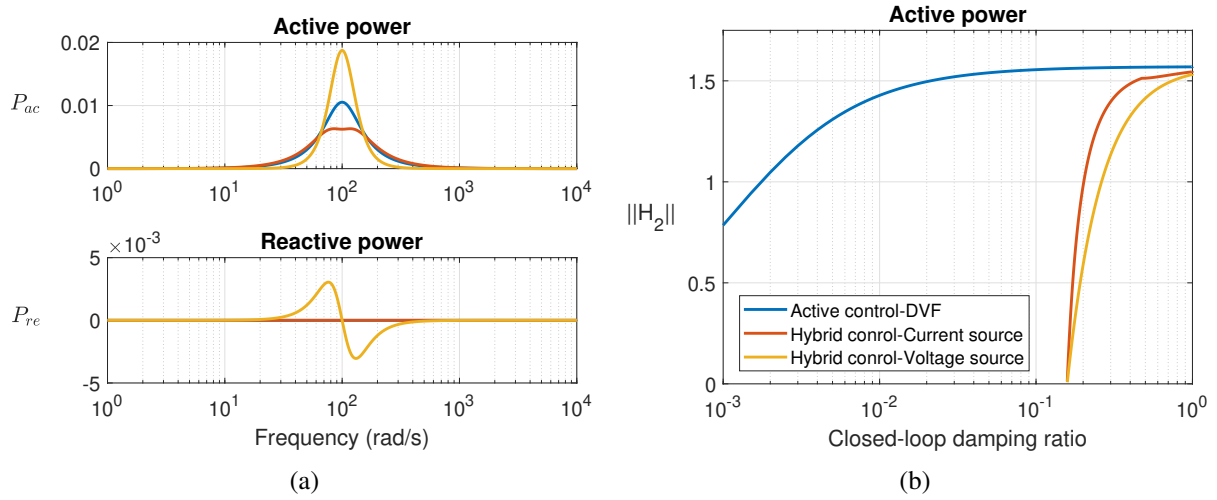 Active power
0.02
0.01
0
P_ac
10^0 10^1 10^2 10^3 10^4
Reactive power
×10^-3
5
0
-5
P_re
10^0 10^1 10^2 10^3 10^4
Frequency (rad/s)
(a)
Active power
1.5
1
0.5
0
||H_2||
Active control-DVF
Hybrid conrol-Current source
Hybrid conrol-Voltage source
10^-3 10^-2 10^-1 10^0
Closed-loop damping ratio
(b)